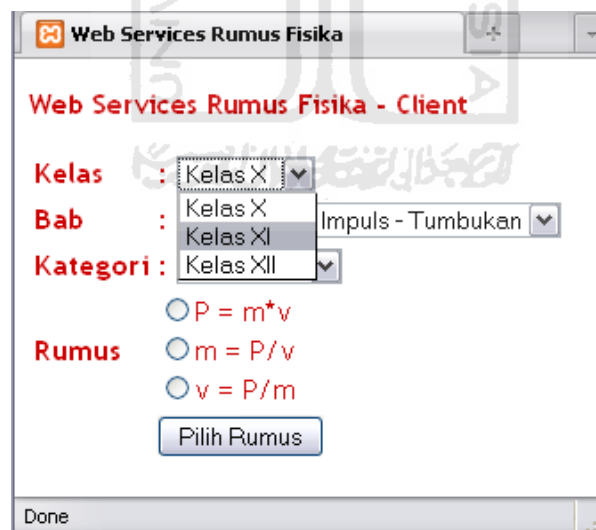 Web Services Rumus Fisika
Web Services Rumus Fisika - Client
Kelas : Kelas X
Kelas X
Bab : Impuls - Tumbukan
Kelas XI
Kategori : Kelas XII
P = m*v
Rumus m = P/v
v = P/m
Pilih Rumus
Done